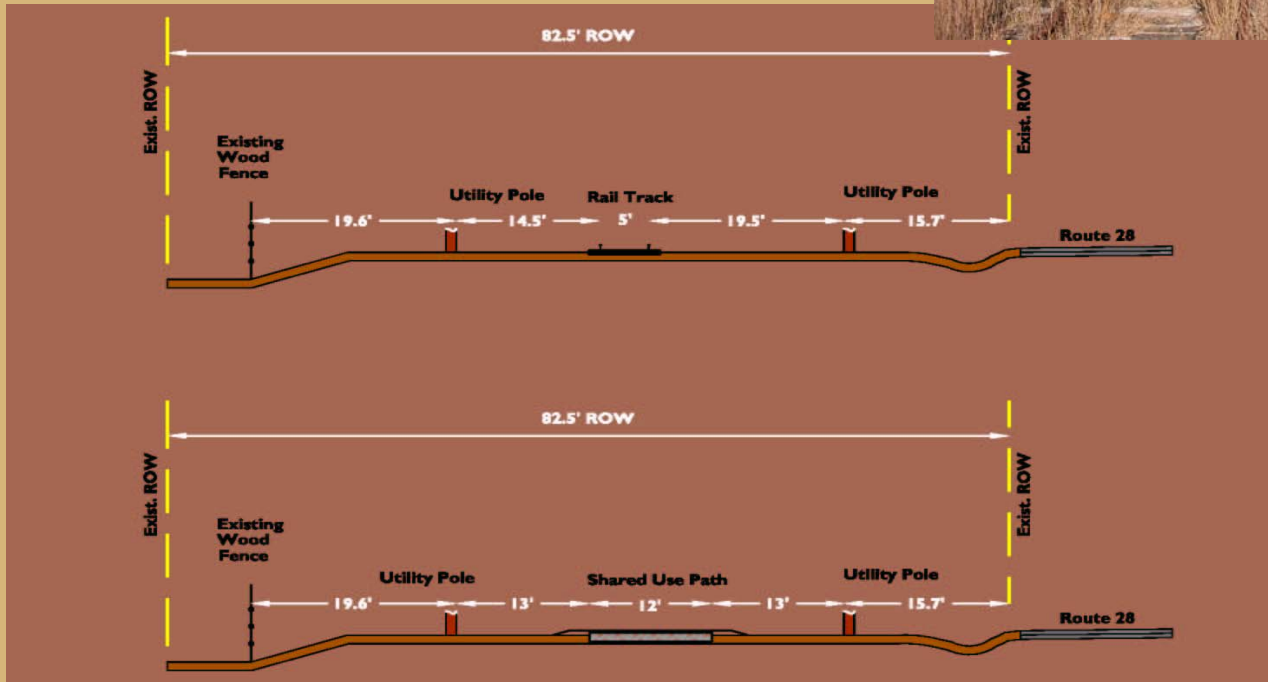 82.5' ROW
Exist. ROW
Exist. ROW
Existing
Wood
Fence
Utility Pole
Rail Track
Utility Pole
19.6'
14.5'
5'
19.5'
15.7'
Route 28
82.5' ROW
Exist. ROW
Exist. ROW
Existing
Wood
Fence
Utility Pole
Shared Use Path
Utility Pole
19.6'
13'
12'
13'
15.7'
Route 28